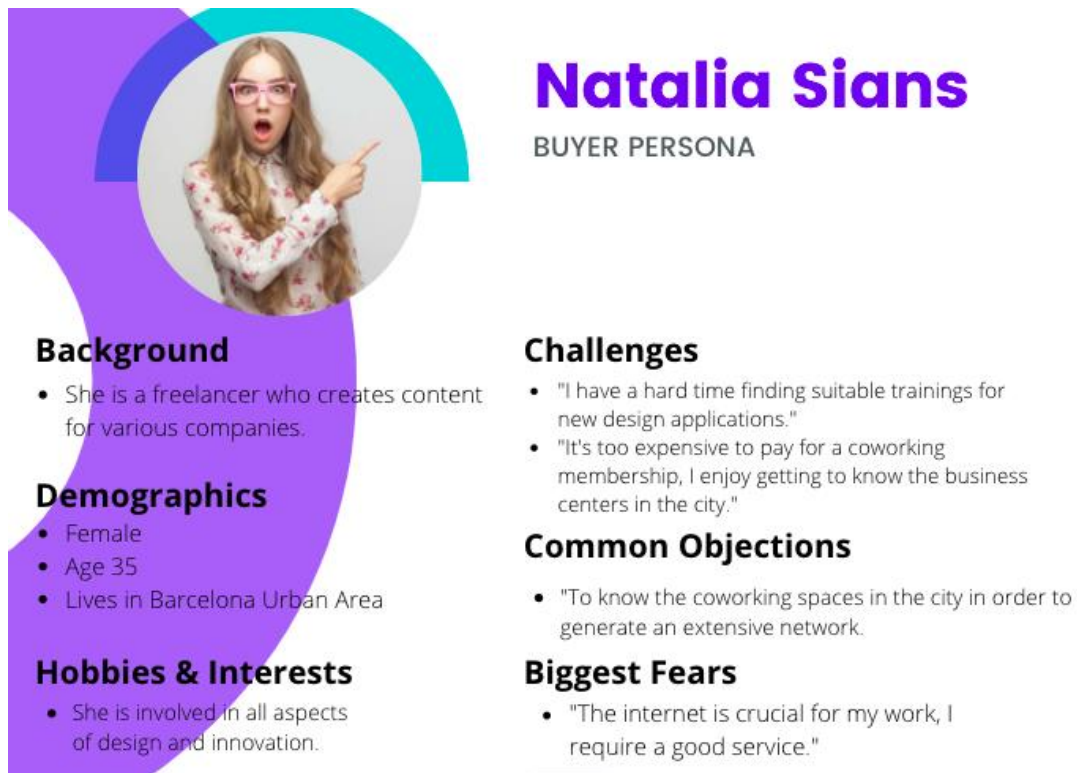 Natalia Sians
BUYER PERSONA
Background
• She is a freelancer who creates content
for various companies.
Demographics
• Female
• Age 35
• Lives in Barcelona Urban Area
Hobbies & Interests
• She is involved in all aspects
of design and innovation.
Challenges
• "I have a hard time finding suitable trainings for
new design applications."
• "It's too expensive to pay for a coworking
membership, I enjoy getting to know the business
centers in the city."
Common Objections
• "To know the coworking spaces in the city in order to
generate an extensive network.
Biggest Fears
• "The internet is crucial for my work, I
require a good service."